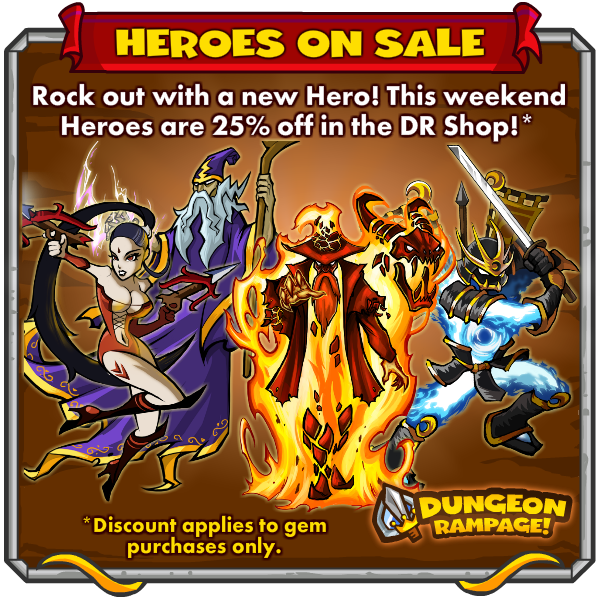 HEROES ON SALE
Rock out with a new Hero! This weekend
Heroes are 25% off in the DR Shop!*
*Discount applies to gem
purchases only.
DUNGEON
RAMPAGE!